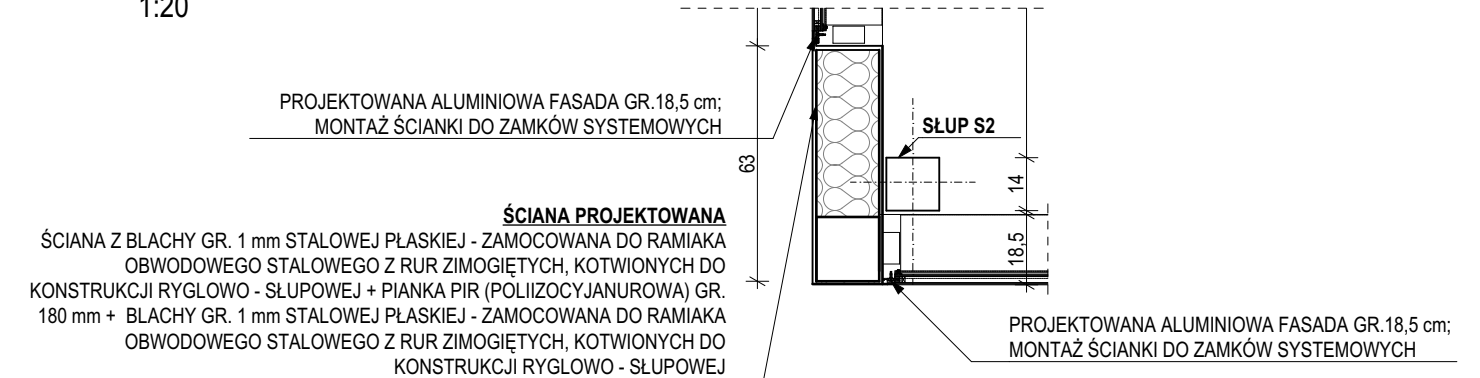 1:20
PROJEKTOWANA ALUMINIOWA FASADA GR.18,5 cm;
MONTAŻ ŚCIANKI DO ZAMKÓW SYSTEMOWYCH
SŁUP S2
63
14
18,5
ŚCIANA PROJEKTOWANA
ŚCIANA Z BLACHY GR. 1 mm STALOWEJ PŁASKIEJ - ZAMOCOWANA DO RAMIAKA
OBWODOWEGO STALOWEGO Z RUR ZIMOGIĘTYCH, KOTWIONYCH DO
KONSTRUKCJI RYGLOWO - SŁUPOWEJ + PIANKA PIR (POLIIZOCYJANUROWA) GR.
180 mm + BLACHY GR. 1 mm STALOWEJ PŁASKIEJ - ZAMOCOWANA DO RAMIAKA
OBWODOWEGO STALOWEGO Z RUR ZIMOGIĘTYCH, KOTWIONYCH DO
KONSTRUKCJI RYGLOWO - SŁUPOWEJ
PROJEKTOWANA ALUMINIOWA FASADA GR.18,5 cm;
MONTAŻ ŚCIANKI DO ZAMKÓW SYSTEMOWYCH